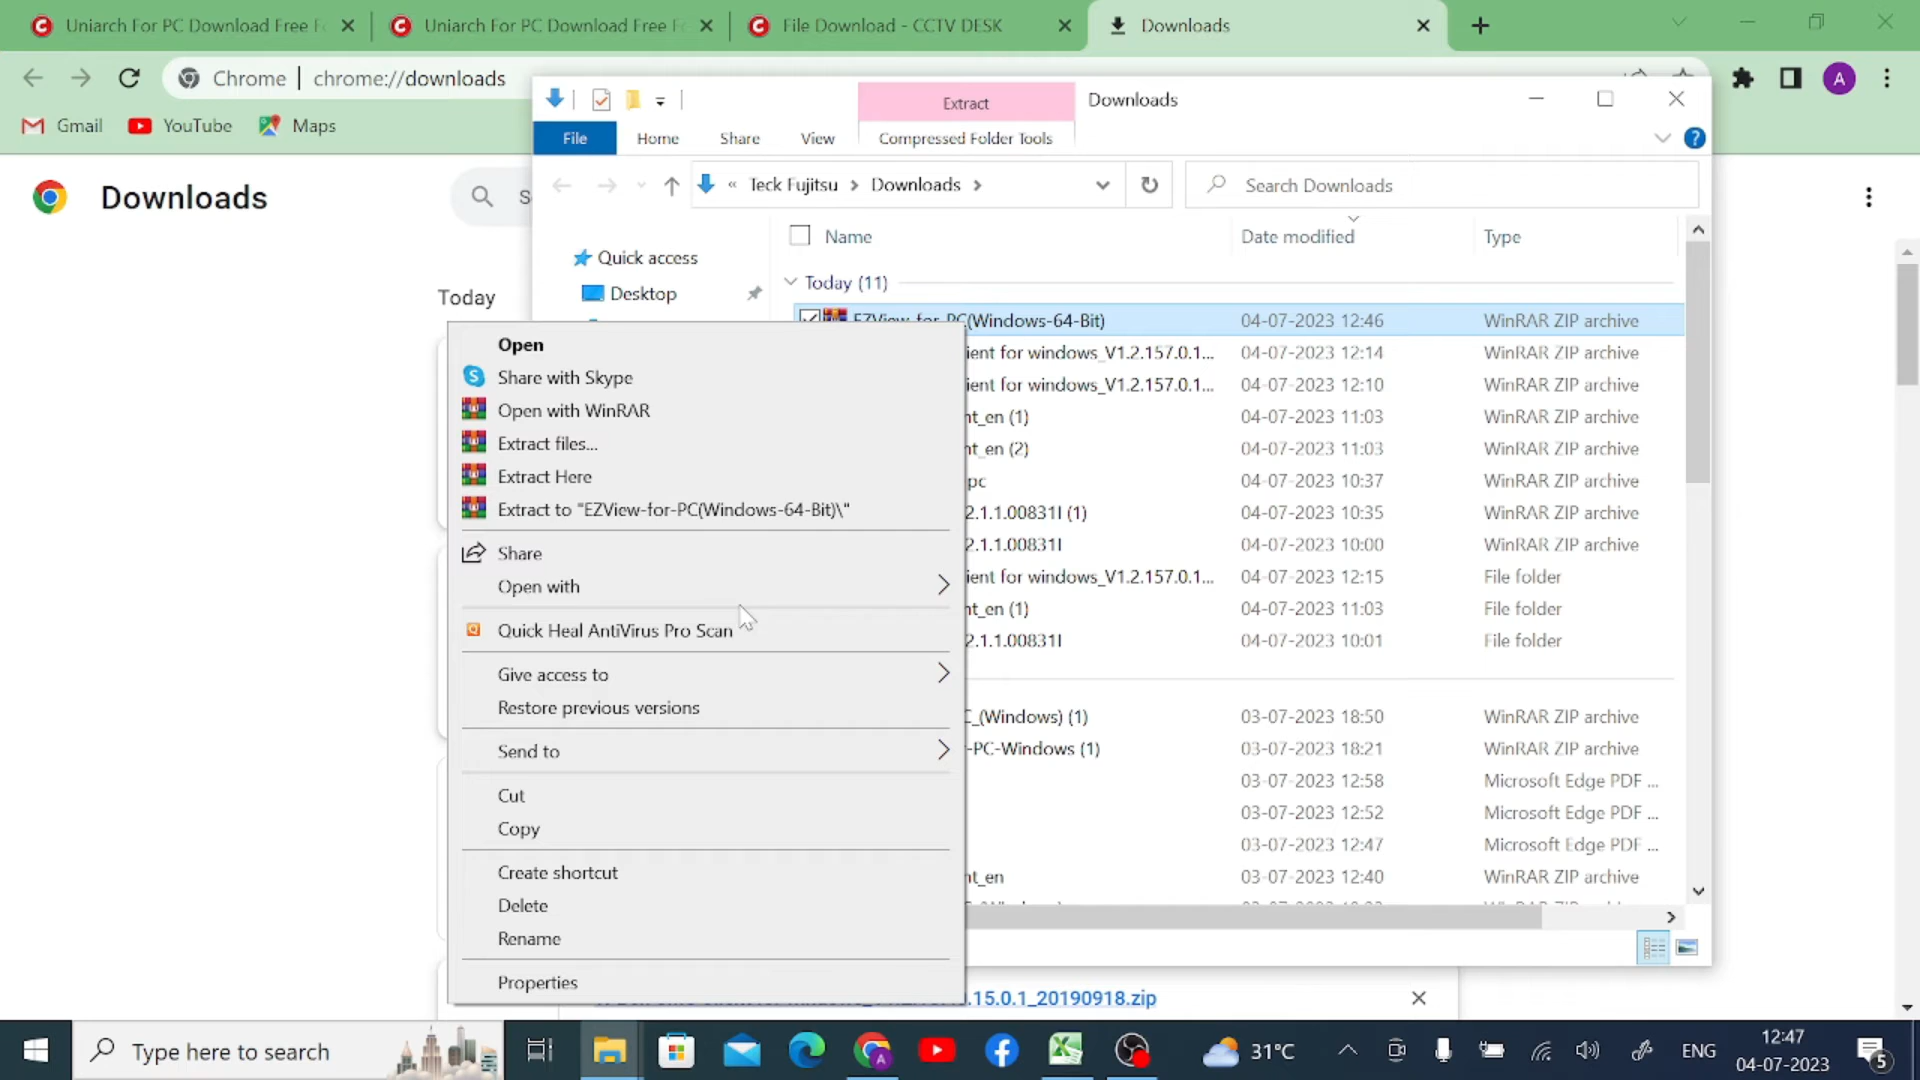 Uniarch For PC Download Free F
Uniarch For PC Download Free Fo
File Download - CCTV DESK
Downloads
Chrome | chrome://downloads
A
Gmail
YouTube
Maps
Downloads
S
Today
Extract
Downloads
File
Home
Share
View
Compressed Folder Tools
?
« Teck Fujitsu > Downloads >
Search Downloads
Name
Date modified
Type
Quick access
Desktop
Today (11)
EZView-for-PC(Windows-64-Bit) 04-07-2023 12:46 WinRAR ZIP archive
ient for windows_V1.2.157.0.1... 04-07-2023 12:14 WinRAR ZIP archive
ient for windows_V1.2.157.0.1... 04-07-2023 12:10 WinRAR ZIP archive
nt_en (1) 04-07-2023 11:03 WinRAR ZIP archive
nt_en (2) 04-07-2023 11:03 WinRAR ZIP archive
pc 04-07-2023 10:37 WinRAR ZIP archive
2.1.1.00831I (1) 04-07-2023 10:35 WinRAR ZIP archive
2.1.1.00831I 04-07-2023 10:00 WinRAR ZIP archive
ient for windows_V1.2.157.0.1... 04-07-2023 12:15 File folder
nt_en (1) 04-07-2023 11:03 File folder
2.1.1.00831I 04-07-2023 10:01 File folder
C_(Windows) (1) 03-07-2023 18:50 WinRAR ZIP archive
-PC-Windows (1) 03-07-2023 18:21 WinRAR ZIP archive
03-07-2023 12:58 Microsoft Edge PDF ...
03-07-2023 12:52 Microsoft Edge PDF ...
03-07-2023 12:47 Microsoft Edge PDF ...
nt_en 03-07-2023 12:40 WinRAR ZIP archive
Open
Share with Skype
Open with WinRAR
Extract files...
Extract Here
Extract to "EZView-for-PC(Windows-64-Bit)\"
Share
Open with
Quick Heal AntiVirus Pro Scan
Give access to
Restore previous versions
Send to
Cut
Copy
Create shortcut
Delete
Rename
Properties
.15.0.1_20190918.zip
Type here to search
A
31°C
ENG
12:47
04-07-2023
5